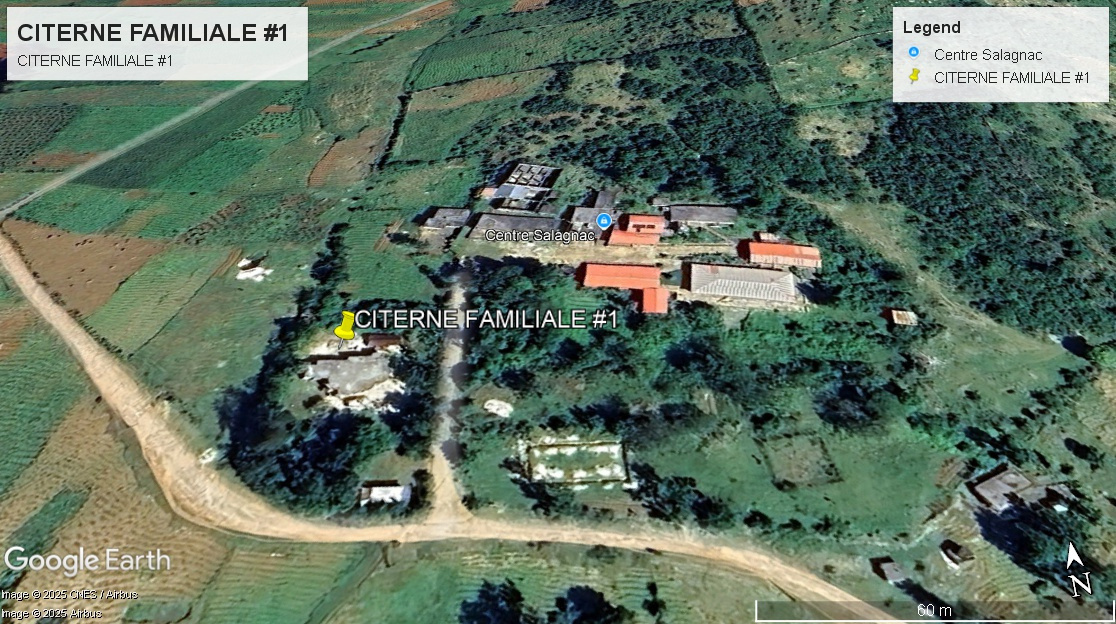 CITERNE FAMILIALE #1
CITERNE FAMILIALE #1
Legend
Centre Salagnac
CITERNE FAMILIALE #1
Centre Salagnac
CITERNE FAMILIALE #1
Google Earth
Image © 2025 CNES / Airbus
Image © 2025 Airbus
60 m
N